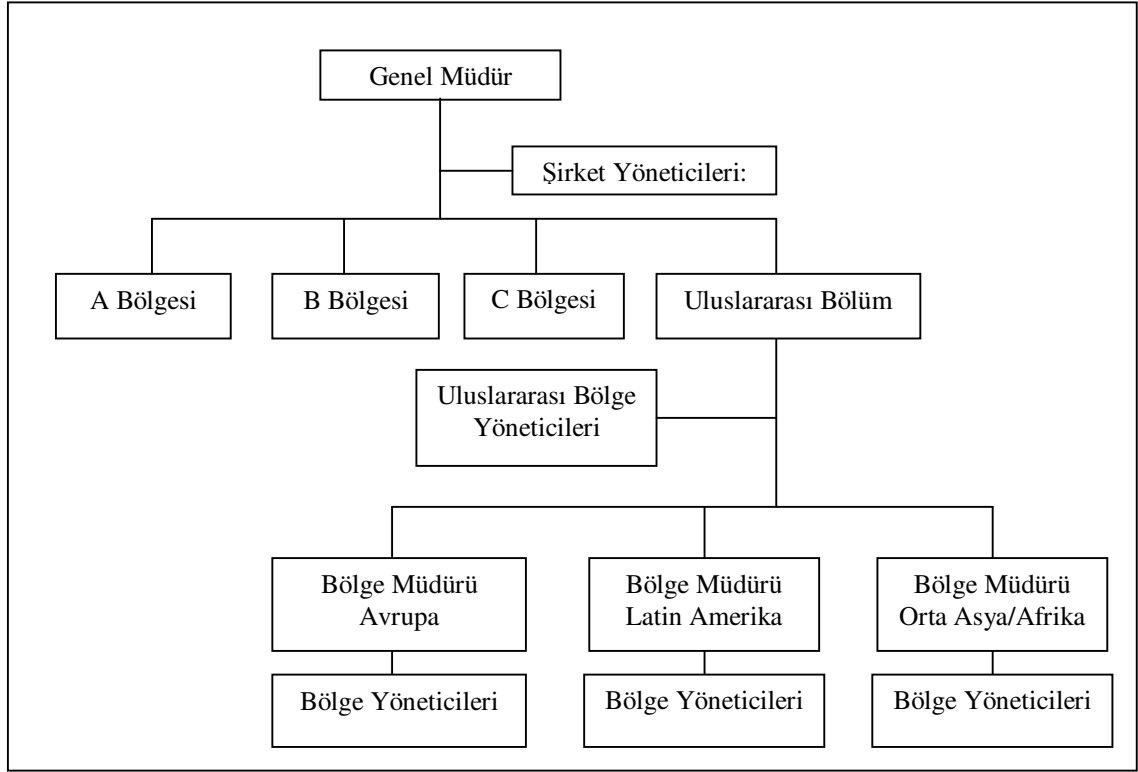 Genel Müdür
Şirket Yöneticileri:
A Bölgesi
B Bölgesi
C Bölgesi
Uluslararası Bölüm
Uluslararası Bölge
Yöneticileri
Bölge Müdürü
Avrupa
Bölge Müdürü
Latin Amerika
Bölge Müdürü
Orta Asya/Afrika
Bölge Yöneticileri
Bölge Yöneticileri
Bölge Yöneticileri